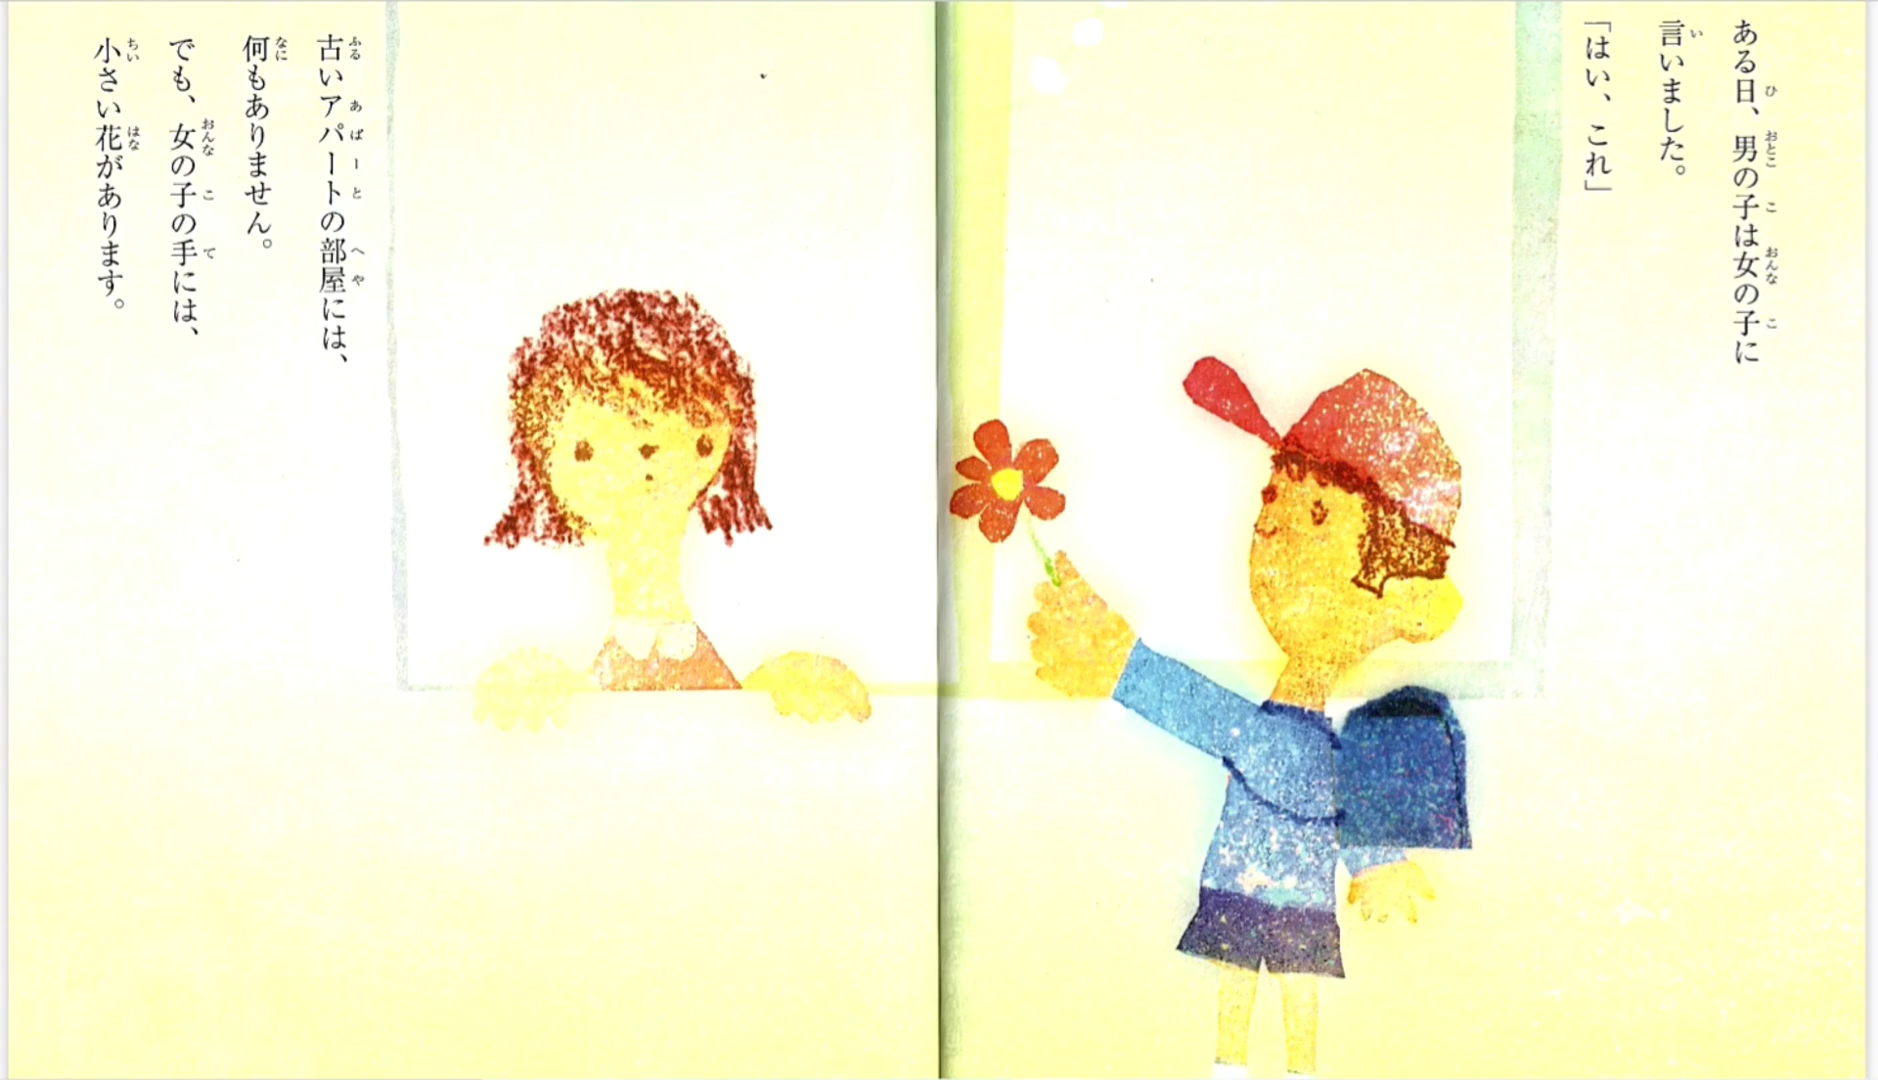 ある日、男の子は女の子に
言いました。
「はい、これ」
古いアパートの部屋には、
何もありません。
でも、女の子の手には、
小さい花があります。